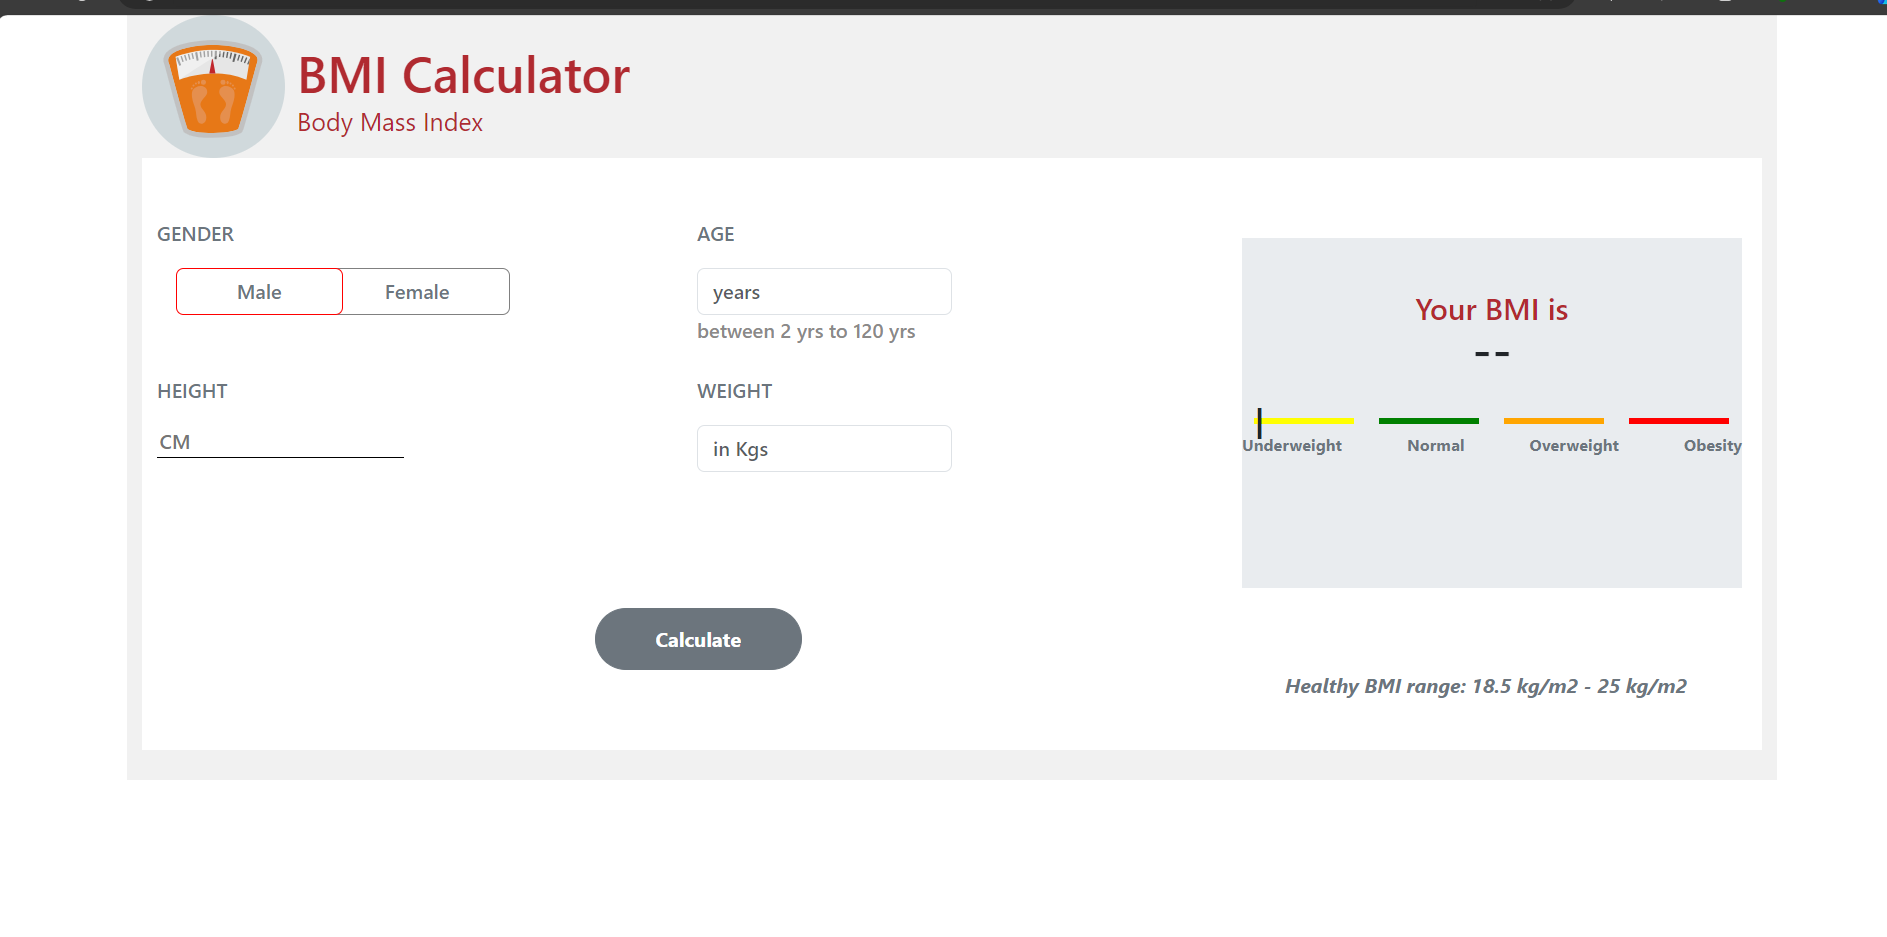 BMI Calculator
Body Mass Index
GENDER
Male Female
AGE
years
between 2 yrs to 120 yrs
HEIGHT
CM
WEIGHT
in Kgs
Calculate
Your BMI is
--
Underweight Normal Overweight Obesity
Healthy BMI range: 18.5 kg/m2 - 25 kg/m2